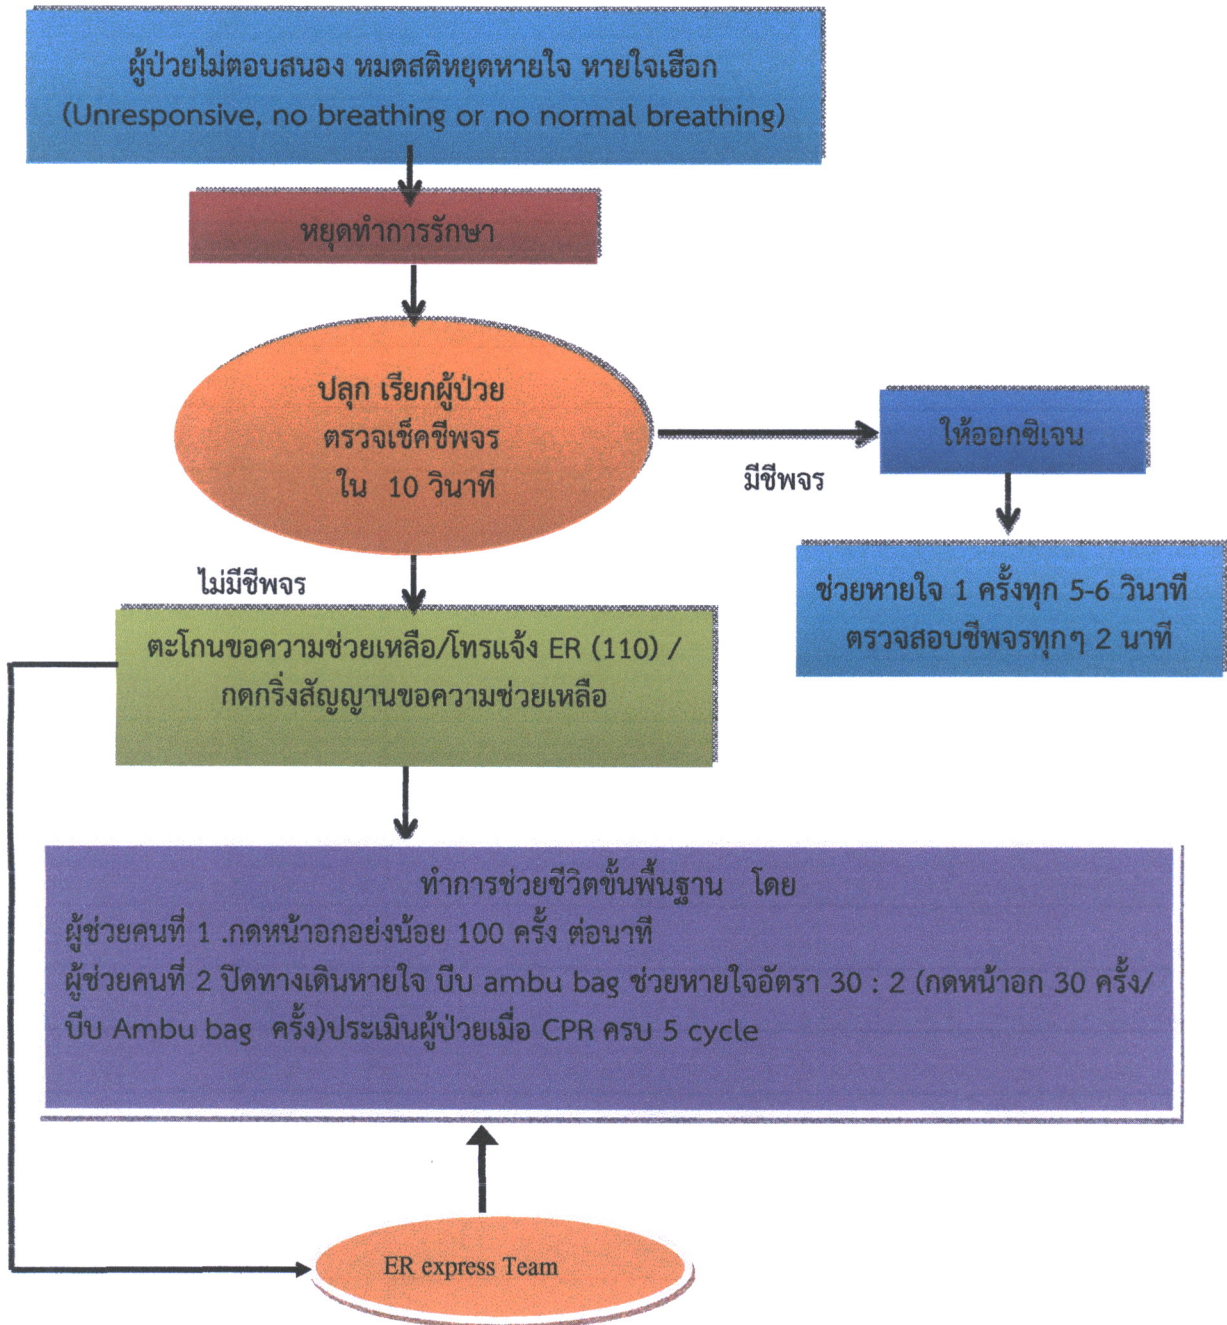 ผู้ป่วยไม่ตอบสนอง หมดสติหยุดหายใจ หายใจเฮือก
(Unresponsive, no breathing or no normal breathing)
หยุดทำการรักษา
ปลุก เรียกผู้ป่วย
ตรวจเช็คชีพจร
ใน 10 วินาที
มีชีพจร
ให้ออกซิเจน
ช่วยหายใจ 1 ครั้งทุก 5-6 วินาที
ตรวจสอบชีพจรทุกๆ 2 นาที
ไม่มีชีพจร
ตะโกนขอความช่วยเหลือ/โทรแจ้ง ER (110) /
กดกริ่งสัญญานขอความช่วยเหลือ
ทำการช่วยชีวิตขั้นพื้นฐาน โดย
ผู้ช่วยคนที่ 1 .กดหน้าอกอย่างน้อย 100 ครั้ง ต่อนาที
ผู้ช่วยคนที่ 2 ปิดทางเดินหายใจ บีบ ambu bag ช่วยหายใจอัตรา 30 : 2 (กดหน้าอก 30 ครั้ง/
บีบ Ambu bag ครั้ง)ประเมินผู้ป่วยเมื่อ CPR ครบ 5 cycle
ER express Team